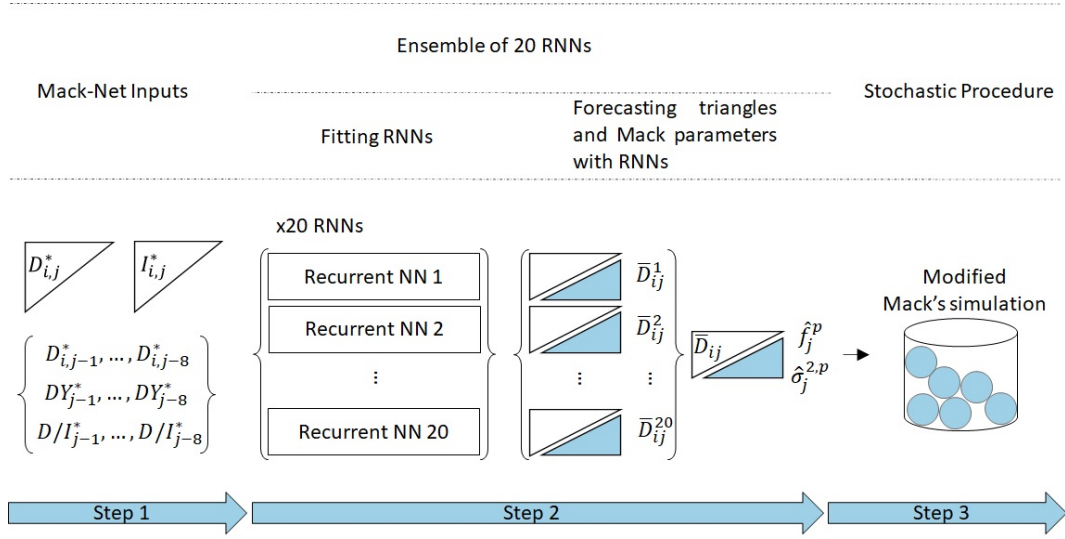 Ensemble of 20 RNNs
Mack-Net Inputs
Stochastic Procedure
Fitting RNNs
Forecasting triangles
and Mack parameters
with RNNs
x20 RNNs
D*i,j
I*i,j
D*i,j−1, … , D*i,j−8
DY*j−1, … , DY*j−8
D/I*j−1, … , D/I*j−8
Recurrent NN 1
Recurrent NN 2
⋮
Recurrent NN 20
D̅¹ij
D̅²ij
⋮ ⋮
D̅²⁰ij
D̅ij
f̂ᵖj
σ̂²,ᵖj
Modified
Mack's simulation
Step 1
Step 2
Step 3